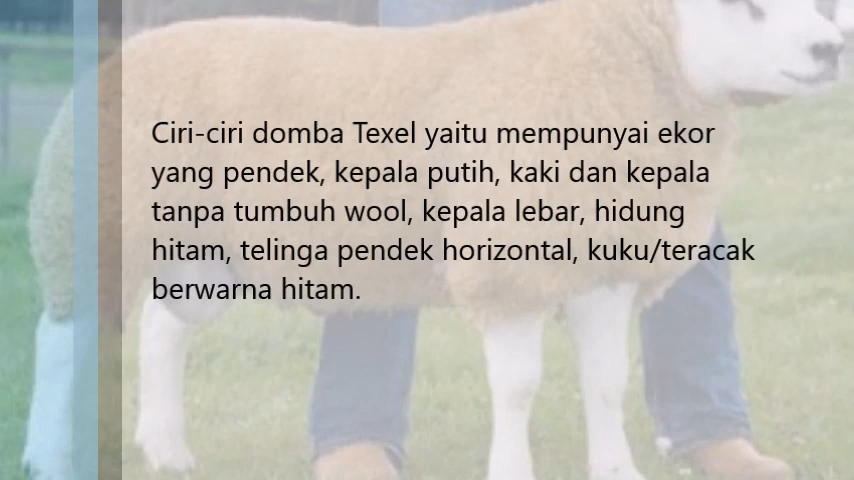 Ciri-ciri domba Texel yaitu mempunyai ekor
yang pendek, kepala putih, kaki dan kepala
tanpa tumbuh wool, kepala lebar, hidung
hitam, telinga pendek horizontal, kuku/teracak
berwarna hitam.